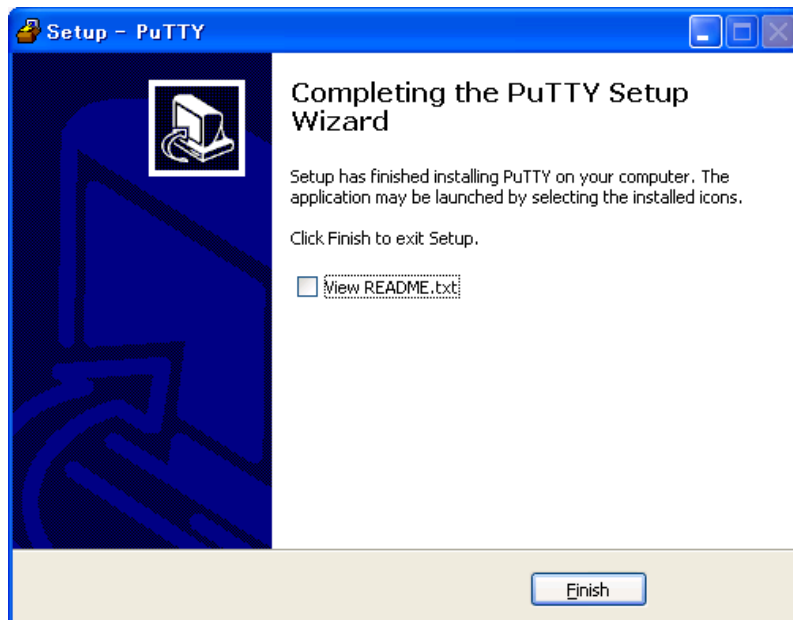 Setup - PuTTY
Completing the PuTTY Setup
Wizard
Setup has finished installing PuTTY on your computer. The
application may be launched by selecting the installed icons.
Click Finish to exit Setup.
View README.txt
Finish